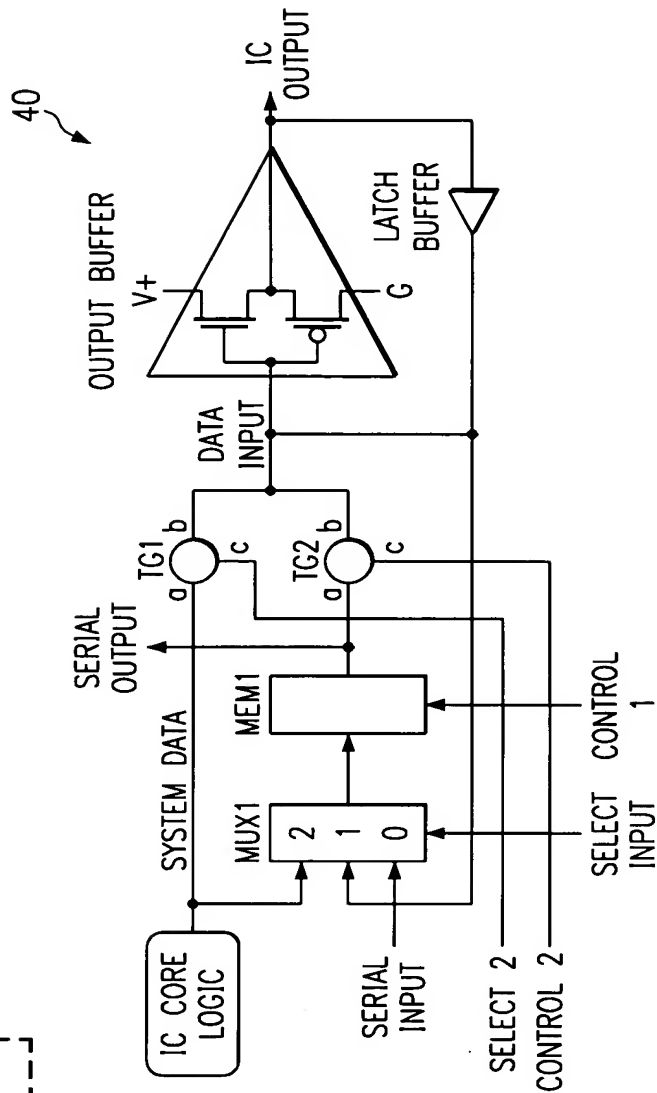 40
OUTPUT BUFFER
V+
G
IC
OUTPUT
LATCH
BUFFER
DATA
INPUT
TG1
a
b
c
TG2
a
b
c
SERIAL
OUTPUT
SYSTEM DATA
IC CORE
LOGIC
MUX1
2
1
0
MEM1
SERIAL
INPUT
SELECT
INPUT
CONTROL
1
SELECT 2
CONTROL 2